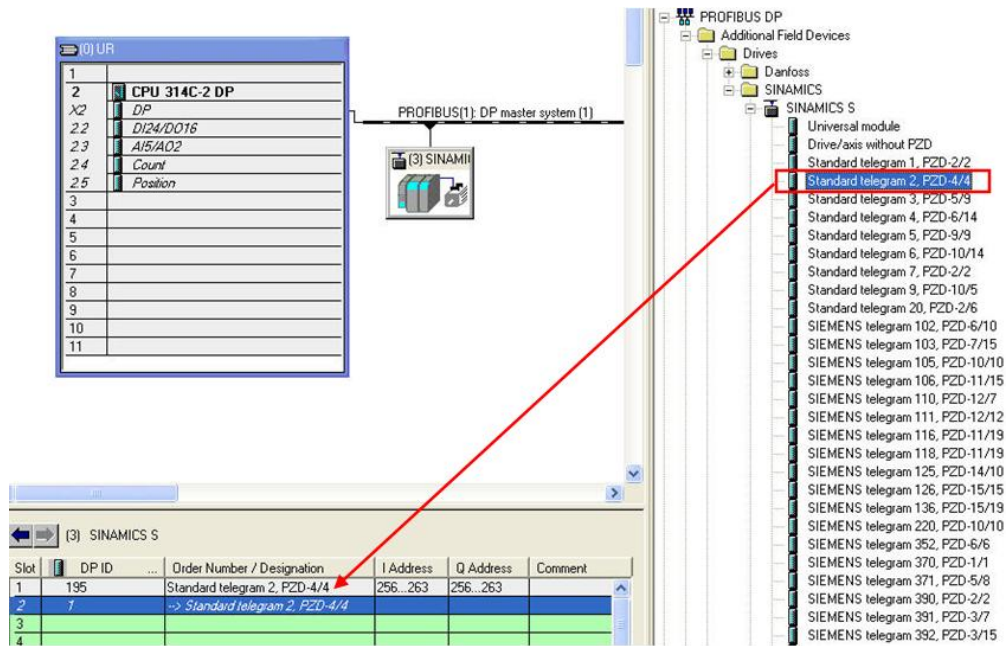 (0) UR
1
2 CPU 314C-2 DP
X2 DP
2.2 DI24/DO16
2.3 AI5/AO2
2.4 Count
2.5 Position
3
4
5
6
7
8
9
10
11
PROFIBUS(1): DP master system (1)
(3) SINAMI
PROFIBUS DP
Additional Field Devices
Drives
Danfoss
SINAMICS
SINAMICS S
Universal module
Drive/axis without PZD
Standard telegram 1, PZD-2/2
Standard telegram 2, PZD-4/4
Standard telegram 3, PZD-5/9
Standard telegram 4, PZD-6/14
Standard telegram 5, PZD-9/9
Standard telegram 6, PZD-10/14
Standard telegram 7, PZD-2/2
Standard telegram 9, PZD-10/5
Standard telegram 20, PZD-2/6
SIEMENS telegram 102, PZD-6/10
SIEMENS telegram 103, PZD-7/15
SIEMENS telegram 105, PZD-10/10
SIEMENS telegram 106, PZD-11/15
SIEMENS telegram 110, PZD-12/7
SIEMENS telegram 111, PZD-12/12
SIEMENS telegram 116, PZD-11/19
SIEMENS telegram 118, PZD-11/19
SIEMENS telegram 125, PZD-14/10
SIEMENS telegram 126, PZD-15/15
SIEMENS telegram 136, PZD-15/19
SIEMENS telegram 220, PZD-10/10
SIEMENS telegram 352, PZD-6/6
SIEMENS telegram 370, PZD-1/1
SIEMENS telegram 371, PZD-5/8
SIEMENS telegram 390, PZD-2/2
SIEMENS telegram 391, PZD-3/7
SIEMENS telegram 392, PZD-3/15
(3) SINAMICS S
Slot DP ID ... Order Number / Designation I Address Q Address Comment
1 195 Standard telegram 2, PZD-4/4 256...263 256...263
2 1 --> Standard telegram 2, PZD-4/4
3
4